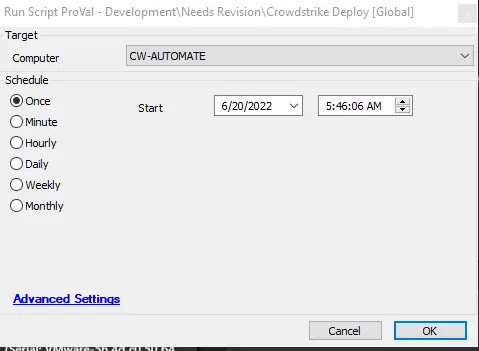 Run Script ProVal - Development\Needs Revision\Crowdstrike Deploy [Global]
Target
Computer CW-AUTOMATE
Schedule
Once Start 6/20/2022 5:46:06 AM
Minute
Hourly
Daily
Weekly
Monthly
Advanced Settings
Cancel OK